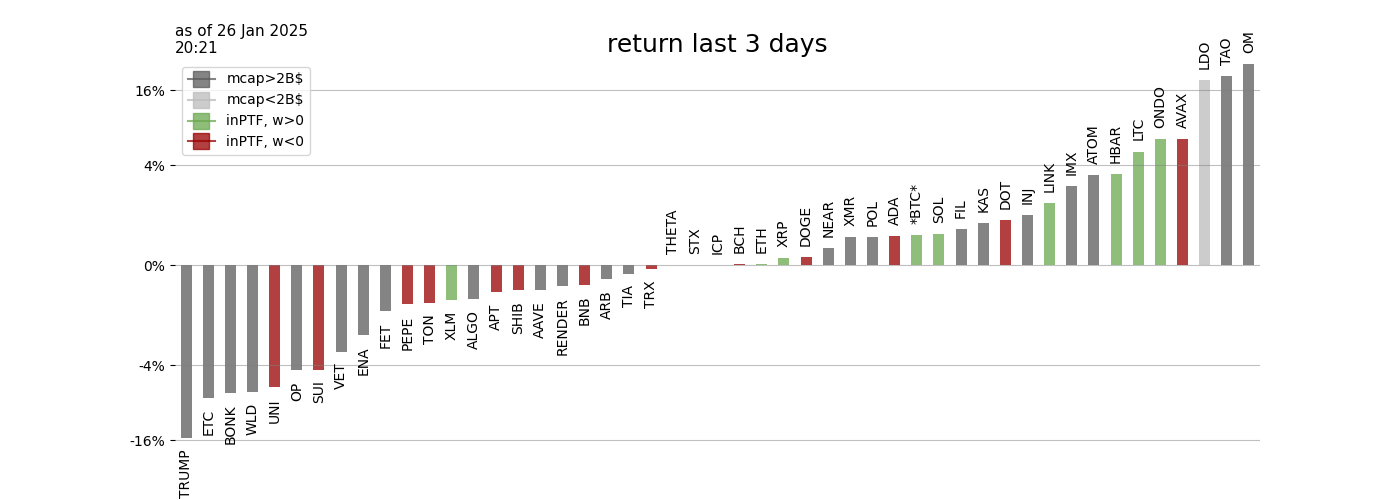 as of 26 Jan 2025
20:21
return last 3 days
mcap>2B$
mcap<2B$
inPTF, w>0
inPTF, w<0
16%
4%
0%
-4%
-16%
TRUMP
ETC
BONK
WLD
UNI
OP
SUI
VET
ENA
FET
PEPE
TON
XLM
ALGO
APT
SHIB
AAVE
RENDER
BNB
ARB
TIA
TRX
THETA
STX
ICP
BCH
ETH
XRP
DOGE
NEAR
XMR
POL
ADA
*BTC*
SOL
FIL
KAS
DOT
INJ
LINK
IMX
ATOM
HBAR
LTC
ONDO
AVAX
LDO
TAO
OM